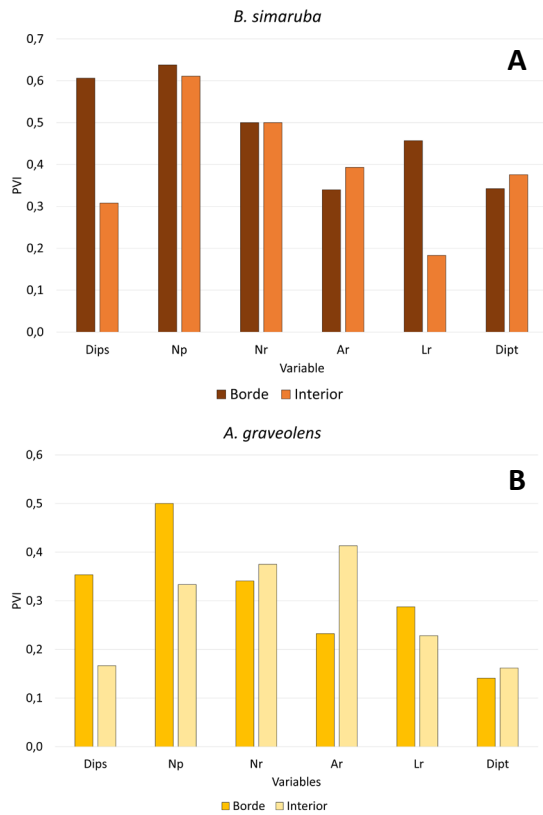 B. simaruba
A
0,7
0,6
0,5
0,4
0,3
0,2
0,1
0,0
PVI
Dips Np Nr Ar Lr Dipt
Variable
Borde Interior
A. graveolens
B
0,6
0,5
0,4
0,3
0,2
0,1
0,0
PVI
Dips Np Nr Ar Lr Dipt
Variables
Borde Interior